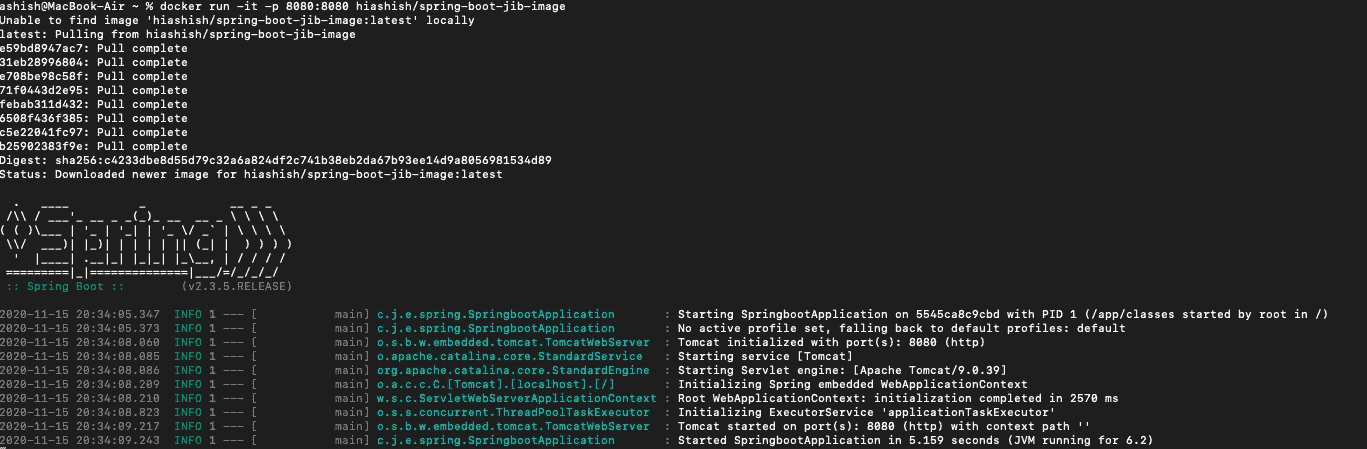 ashish@MacBook-Air ~ % docker run -it -p 8080:8080 hiashish/spring-boot-jib-image
Unable to find image 'hiashish/spring-boot-jib-image:latest' locally
latest: Pulling from hiashish/spring-boot-jib-image
e59bd8947ac7: Pull complete
31eb28996804: Pull complete
e708be98c58f: Pull complete
71f0443d2e95: Pull complete
febab311d432: Pull complete
6508f436f385: Pull complete
c5e22041fc97: Pull complete
b25902383f9e: Pull complete
Digest: sha256:c4233dbe8d55d79c32a6a824df2c741b38eb2da67b93ee14d9a8056981534d89
Status: Downloaded newer image for hiashish/spring-boot-jib-image:latest
  .   ____          _            __ _ _
 /\\ / ___'_ __ _ _(_)_ __  __ _ \ \ \ \
( ( )\___ | '_ | '_| | '_ \/ _` | \ \ \ \
 \\/  ___)| |_)| | | | | || (_| |  ) ) ) )
  '  |____| .__|_| |_|_| |_\__, | / / / /
 =========|_|==============|___/=/_/_/_/
 :: Spring Boot ::        (v2.3.5.RELEASE)
2020-11-15 20:34:05.347  INFO 1 --- [           main] c.j.e.spring.SpringbootApplication       : Starting SpringbootApplication on 5545ca8c9cbd with PID 1 (/app/classes started by root in /)
2020-11-15 20:34:05.373  INFO 1 --- [           main] c.j.e.spring.SpringbootApplication       : No active profile set, falling back to default profiles: default
2020-11-15 20:34:08.060  INFO 1 --- [           main] o.s.b.w.embedded.tomcat.TomcatWebServer  : Tomcat initialized with port(s): 8080 (http)
2020-11-15 20:34:08.085  INFO 1 --- [           main] o.apache.catalina.core.StandardService   : Starting service [Tomcat]
2020-11-15 20:34:08.086  INFO 1 --- [           main] org.apache.catalina.core.StandardEngine  : Starting Servlet engine: [Apache Tomcat/9.0.39]
2020-11-15 20:34:08.209  INFO 1 --- [           main] o.a.c.c.C.[Tomcat].[localhost].[/]       : Initializing Spring embedded WebApplicationContext
2020-11-15 20:34:08.210  INFO 1 --- [           main] w.s.c.ServletWebServerApplicationContext : Root WebApplicationContext: initialization completed in 2570 ms
2020-11-15 20:34:08.823  INFO 1 --- [           main] o.s.s.concurrent.ThreadPoolTaskExecutor  : Initializing ExecutorService 'applicationTaskExecutor'
2020-11-15 20:34:09.217  INFO 1 --- [           main] o.s.b.w.embedded.tomcat.TomcatWebServer  : Tomcat started on port(s): 8080 (http) with context path ''
2020-11-15 20:34:09.243  INFO 1 --- [           main] c.j.e.spring.SpringbootApplication       : Started SpringbootApplication in 5.159 seconds (JVM running for 6.2)